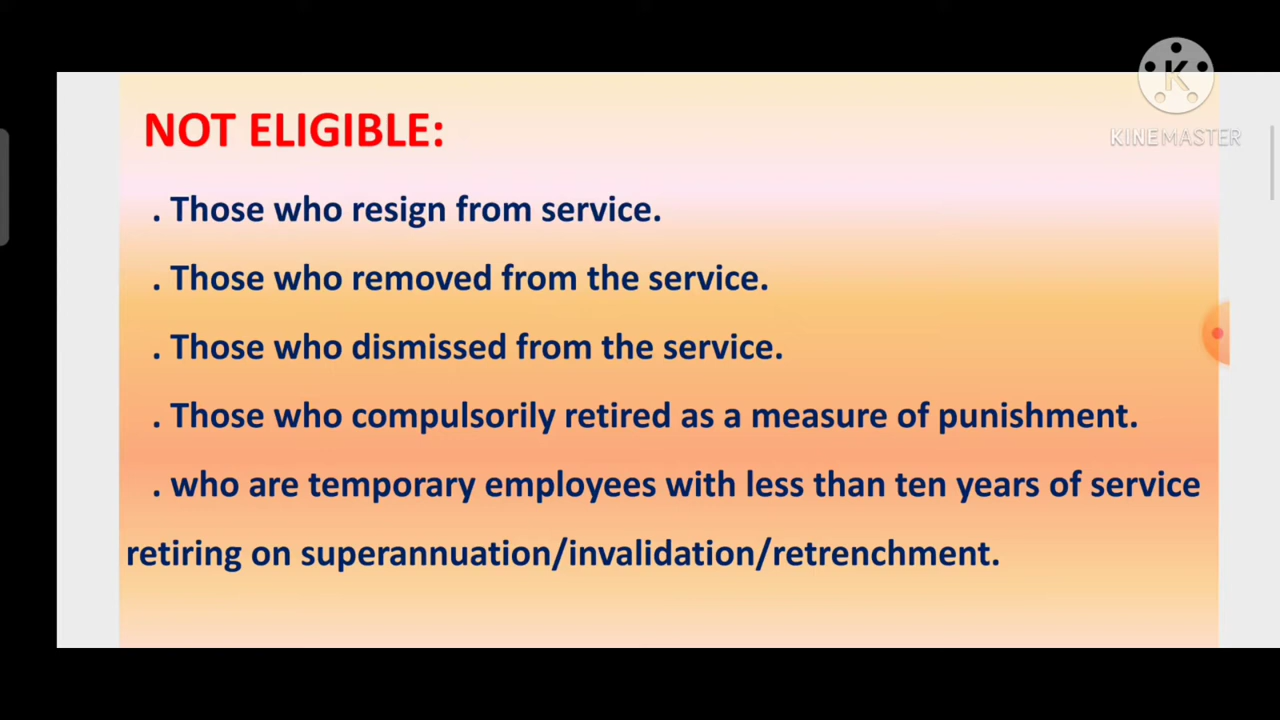 K
KINEMASTER
NOT ELIGIBLE:
. Those who resign from service.
. Those who removed from the service.
. Those who dismissed from the service.
. Those who compulsorily retired as a measure of punishment.
. who are temporary employees with less than ten years of service
retiring on superannuation/invalidation/retrenchment.